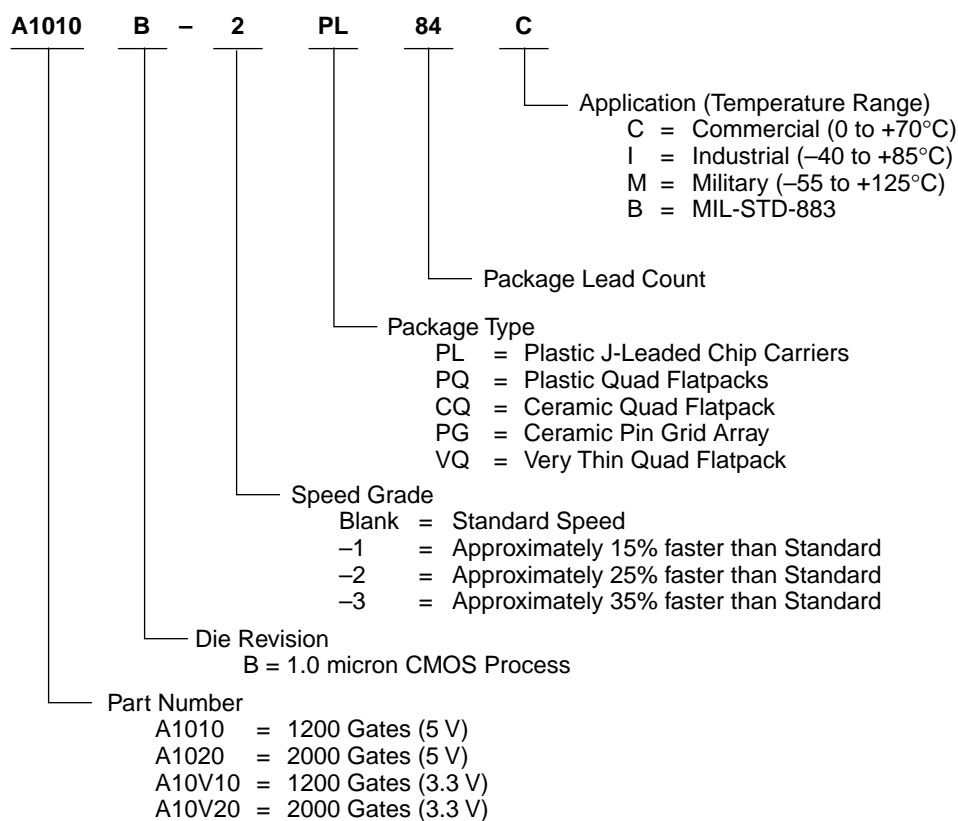 A1010 B – 2 PL 84 C
Application (Temperature Range)
C = Commercial (0 to +70°C)
I = Industrial (–40 to +85°C)
M = Military (–55 to +125°C)
B = MIL-STD-883
Package Lead Count
Package Type
PL = Plastic J-Leaded Chip Carriers
PQ = Plastic Quad Flatpacks
CQ = Ceramic Quad Flatpack
PG = Ceramic Pin Grid Array
VQ = Very Thin Quad Flatpack
Speed Grade
Blank = Standard Speed
–1 = Approximately 15% faster than Standard
–2 = Approximately 25% faster than Standard
–3 = Approximately 35% faster than Standard
Die Revision
B = 1.0 micron CMOS Process
Part Number
A1010 = 1200 Gates (5 V)
A1020 = 2000 Gates (5 V)
A10V10 = 1200 Gates (3.3 V)
A10V20 = 2000 Gates (3.3 V)